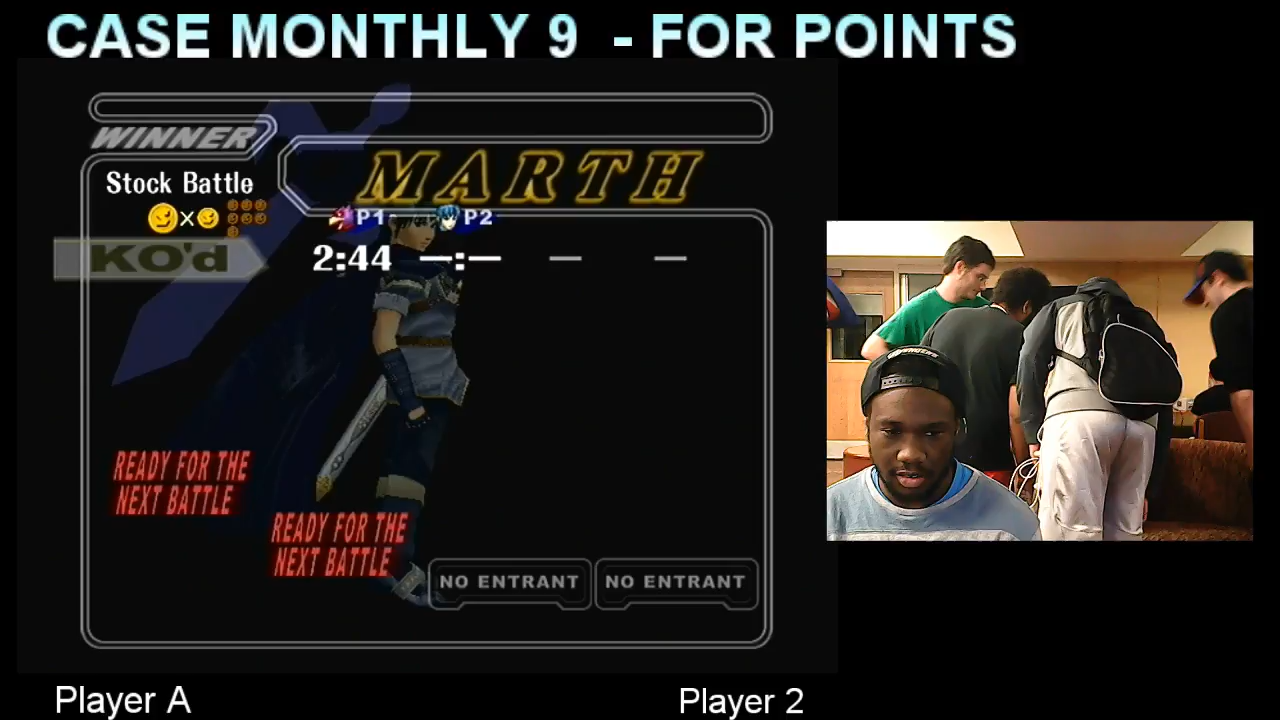 CASE MONTHLY 9 - FOR POINTS
WINNER
MARTH
Stock Battle
P1 P2
KO'd 2:44 —:— — —
READY FOR THE
NEXT BATTLE
READY FOR THE
NEXT BATTLE
NO ENTRANT NO ENTRANT
Player A Player 2